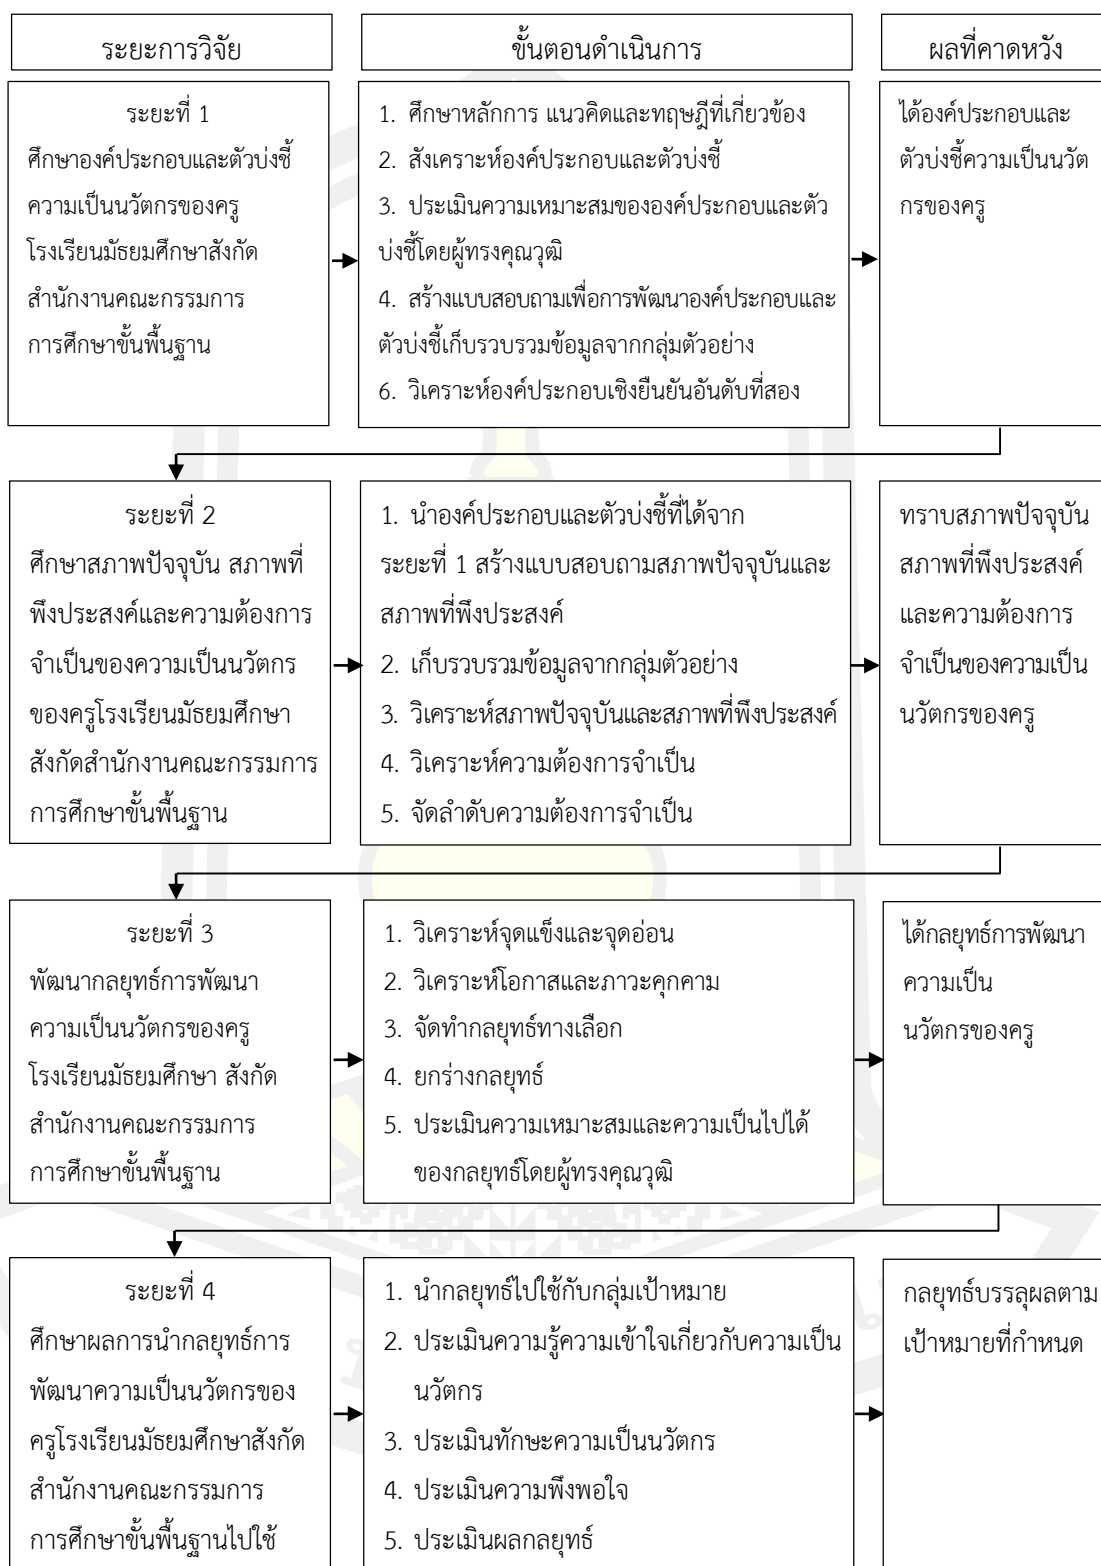 ระยะการวิจัย
ขั้นตอนดำเนินการ
ผลที่คาดหวัง
ระยะที่ 1
ศึกษาองค์ประกอบและตัวบ่งชี้
ความเป็นนวัตกรของครู
โรงเรียนมัธยมศึกษาสังกัด
สำนักงานคณะกรรมการ
การศึกษาขั้นพื้นฐาน
1. ศึกษาหลักการ แนวคิดและทฤษฎีที่เกี่ยวข้อง
2. สังเคราะห์องค์ประกอบและตัวบ่งชี้
3. ประเมินความเหมาะสมขององค์ประกอบและตัว
บ่งชี้โดยผู้ทรงคุณวุฒิ
4. สร้างแบบสอบถามเพื่อการพัฒนาองค์ประกอบและ
ตัวบ่งชี้เก็บรวบรวมข้อมูลจากกลุ่มตัวอย่าง
6. วิเคราะห์องค์ประกอบเชิงยืนยันอันดับที่สอง
ได้องค์ประกอบและ
ตัวบ่งชี้ความเป็นนวัต
กรของครู
ระยะที่ 2
ศึกษาสภาพปัจจุบัน สภาพที่
พึงประสงค์และความต้องการ
จำเป็นของความเป็นนวัตกร
ของครูโรงเรียนมัธยมศึกษา
สังกัดสำนักงานคณะกรรมการ
การศึกษาขั้นพื้นฐาน
1. นำองค์ประกอบและตัวบ่งชี้ที่ได้จาก
ระยะที่ 1 สร้างแบบสอบถามสภาพปัจจุบันและ
สภาพที่พึงประสงค์
2. เก็บรวบรวมข้อมูลจากกลุ่มตัวอย่าง
3. วิเคราะห์สภาพปัจจุบันและสภาพที่พึงประสงค์
4. วิเคราะห์ความต้องการจำเป็น
5. จัดลำดับความต้องการจำเป็น
ทราบสภาพปัจจุบัน
สภาพที่พึงประสงค์
และความต้องการ
จำเป็นของความเป็น
นวัตกรของครู
ระยะที่ 3
พัฒนากลยุทธ์การพัฒนา
ความเป็นนวัตกรของครู
โรงเรียนมัธยมศึกษา สังกัด
สำนักงานคณะกรรมการ
การศึกษาขั้นพื้นฐาน
1. วิเคราะห์จุดแข็งและจุดอ่อน
2. วิเคราะห์โอกาสและภาวะคุกคาม
3. จัดทำกลยุทธ์ทางเลือก
4. ยกร่างกลยุทธ์
5. ประเมินความเหมาะสมและความเป็นไปได้
ของกลยุทธ์โดยผู้ทรงคุณวุฒิ
ได้กลยุทธ์การพัฒนา
ความเป็น
นวัตกรของครู
ระยะที่ 4
ศึกษาผลการนำกลยุทธ์การ
พัฒนาความเป็นนวัตกรของ
ครูโรงเรียนมัธยมศึกษาสังกัด
สำนักงานคณะกรรมการ
การศึกษาขั้นพื้นฐานไปใช้
1. นำกลยุทธ์ไปใช้กับกลุ่มเป้าหมาย
2. ประเมินความรู้ความเข้าใจเกี่ยวกับความเป็น
นวัตกร
3. ประเมินทักษะความเป็นนวัตกร
4. ประเมินความพึงพอใจ
5. ประเมินผลกลยุทธ์
กลยุทธ์บรรลุผลตาม
เป้าหมายที่กำหนด